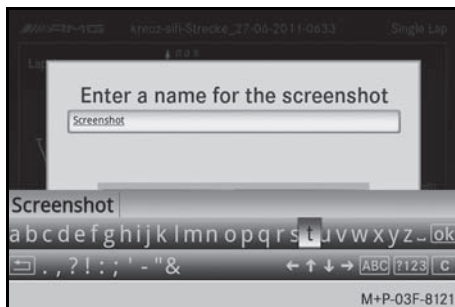 AMG kreuz-sifi-Strecke_27-06-2011-0633 Single Lap
Lap
Enter a name for the screenshot
Screenshot
Screenshot
a b c d e f g h i j k l m n o p q r s t u v w x y z _ ok
. , ? ! : ; ' - " & ← ↑ ↓ → ABC ?123 C
M+P-03F-8121